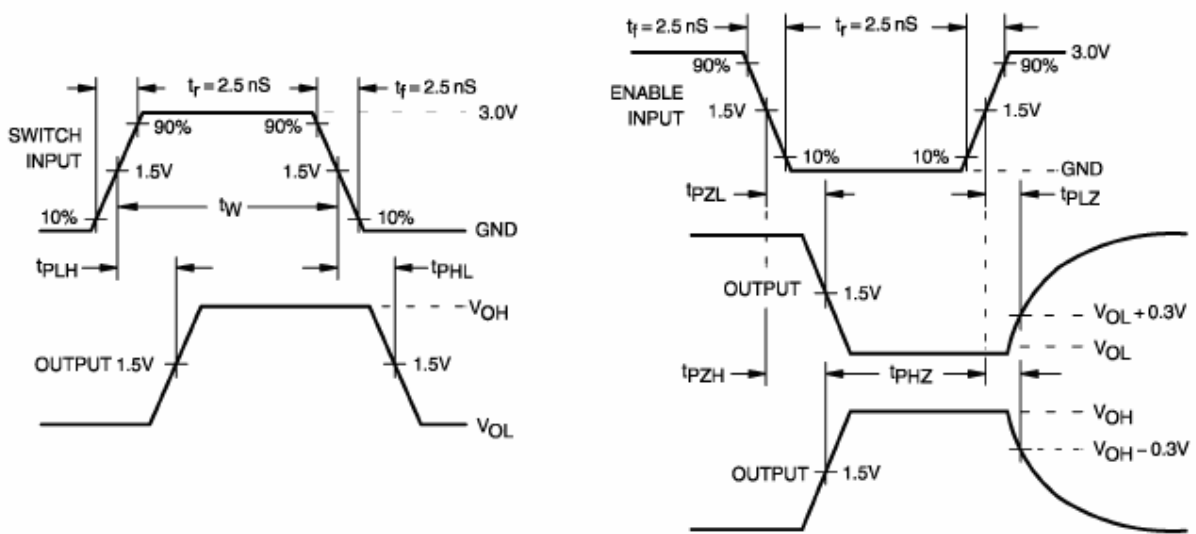 tr = 2.5 nS
tf = 2.5 nS
3.0V
SWITCH
INPUT
90%
90%
1.5V
1.5V
10%
tW
10%
GND
tPLH
tPHL
VOH
OUTPUT 1.5V
1.5V
VOL
tf = 2.5 nS
tr = 2.5 nS
3.0V
90%
90%
ENABLE
INPUT
1.5V
1.5V
10%
10%
GND
tPZL
tPLZ
OUTPUT
1.5V
VOL + 0.3V
VOL
tPZH
tPHZ
VOH
VOH − 0.3V
OUTPUT
1.5V